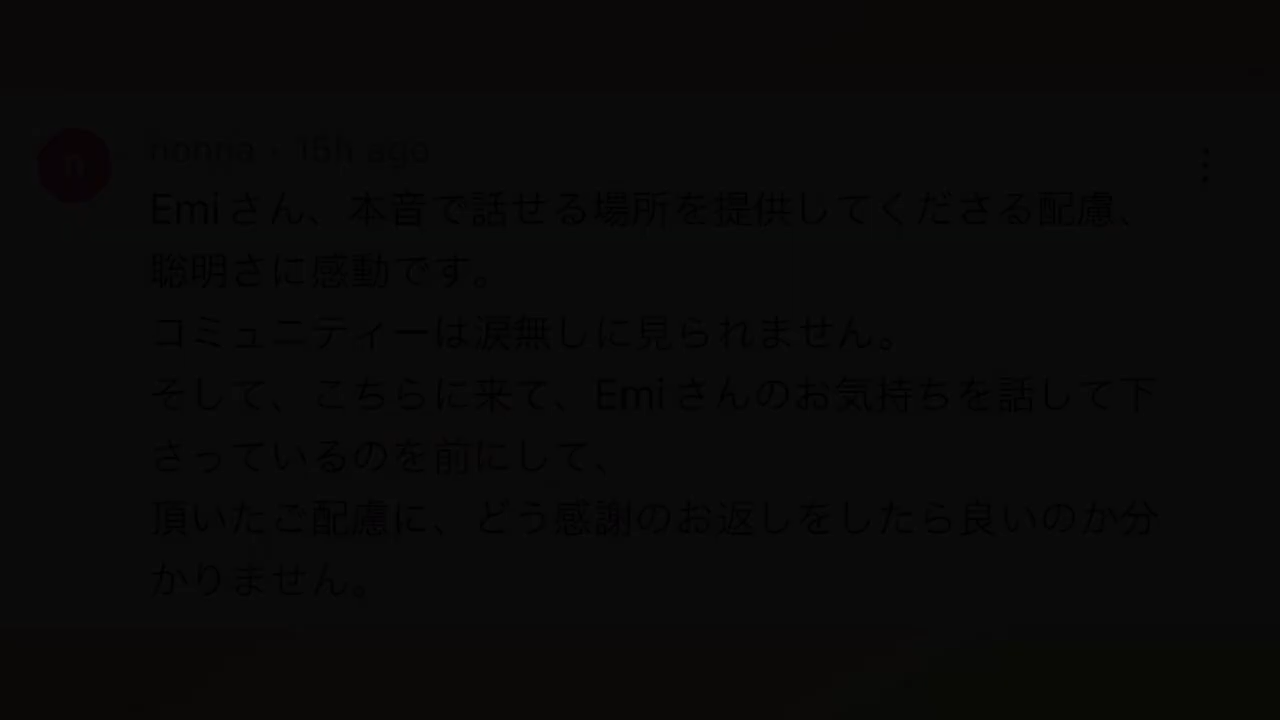 n
nonna・15h ago
Emiさん、本音で話せる場所を提供してくださる配慮、
聡明さに感動です。
コミュニティーは涙無しに見られません。
そして、こちらに来て、Emiさんのお気持ちを話して下
さっているのを前にして、
頂いたご配慮に、どう感謝のお返しをしたら良いのか分
かりません。